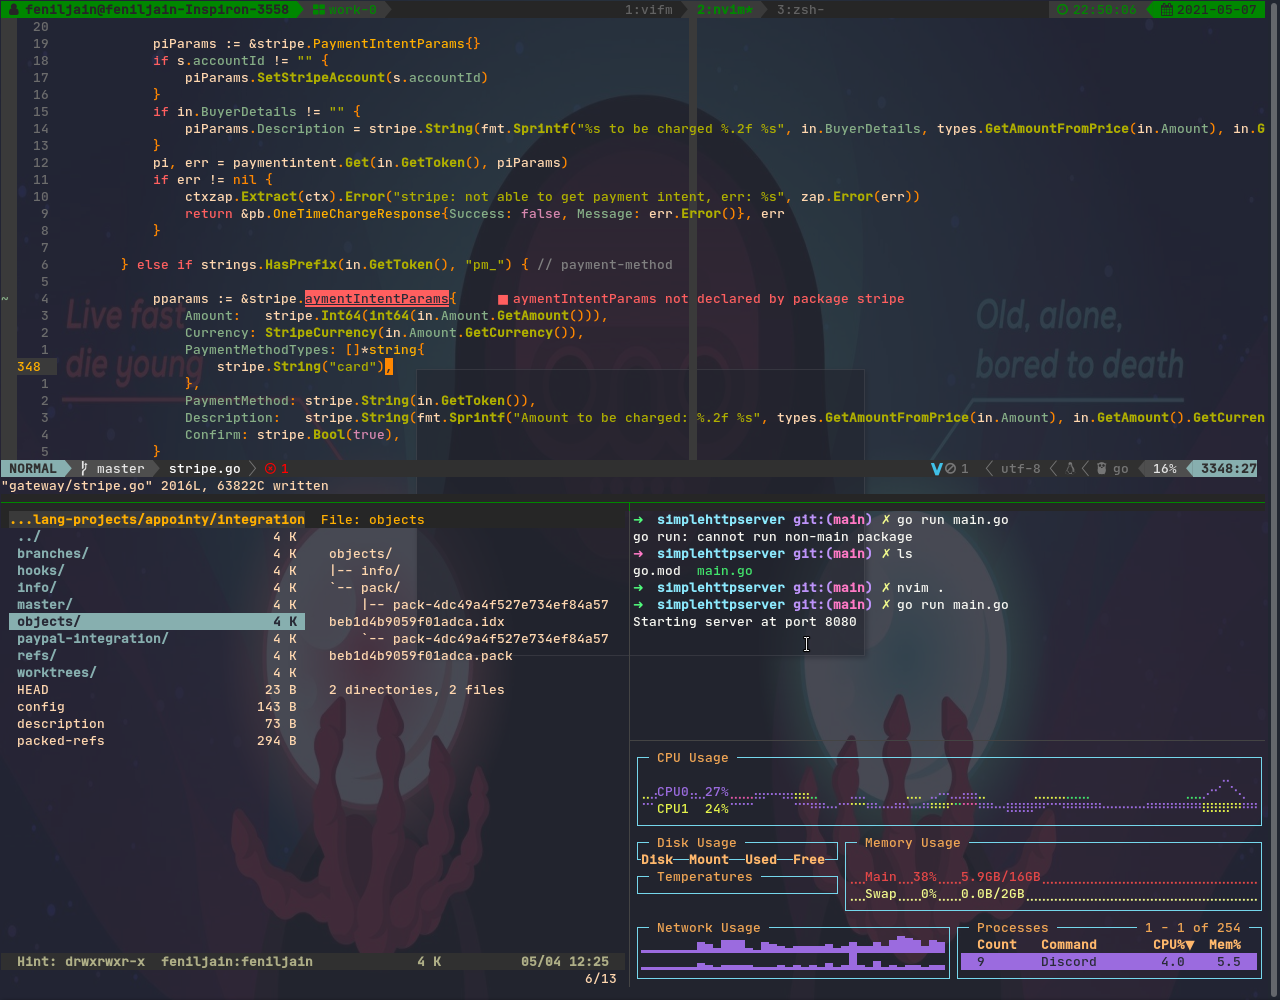 feniljain@feniljain-Inspiron-3558 work-0 1:vifm 2:nvim★ 3:zsh- 22:50:06 2021-05-07
20
19 piParams := &stripe.PaymentIntentParams{}
18 if s.accountId != "" {
17 piParams.SetStripeAccount(s.accountId)
16 }
15 if in.BuyerDetails != "" {
14 piParams.Description = stripe.String(fmt.Sprintf("%s to be charged %.2f %s", in.BuyerDetails, types.GetAmountFromPrice(in.Amount), in.G
13 }
12 pi, err = paymentintent.Get(in.GetToken(), piParams)
11 if err != nil {
10 ctxzap.Extract(ctx).Error("stripe: not able to get payment intent, err: %s", zap.Error(err))
9 return &pb.OneTimeChargeResponse{Success: false, Message: err.Error()}, err
8 }
7
6 } else if strings.HasPrefix(in.GetToken(), "pm_") { // payment-method
5
~ 4 pparams := &stripe.aymentIntentParams{ ■ aymentIntentParams not declared by package stripe
3 Amount: stripe.Int64(int64(in.Amount.GetAmount())),
2 Currency: StripeCurrency(in.Amount.GetCurrency()),
1 PaymentMethodTypes: []*string{
348 stripe.String("card"),
1 },
2 PaymentMethod: stripe.String(in.GetToken()),
3 Description: stripe.String(fmt.Sprintf("Amount to be charged: %.2f %s", types.GetAmountFromPrice(in.Amount), in.GetAmount().GetCurren
4 Confirm: stripe.Bool(true),
5 }
Live fast
die young
Old, alone,
bored to death
NORMAL master stripe.go 1 1 utf-8 go 16% 3348:27
"gateway/stripe.go" 2016L, 63822C written
...lang-projects/appointy/integration File: objects
../ 4 K
branches/ 4 K objects/
hooks/ 4 K |-- info/
info/ 4 K `-- pack/
master/ 4 K |-- pack-4dc49a4f527e734ef84a57
objects/ 4 K beb1d4b9059f01adca.idx
paypal-integration/ 4 K `-- pack-4dc49a4f527e734ef84a57
refs/ 4 K beb1d4b9059f01adca.pack
worktrees/ 4 K
HEAD 23 B 2 directories, 2 files
config 143 B
description 73 B
packed-refs 294 B
Hint: drwxrwxr-x feniljain:feniljain 4 K 05/04 12:25
6/13
➜ simplehttpserver git:(main) ✗ go run main.go
go run: cannot run non-main package
➜ simplehttpserver git:(main) ✗ ls
go.mod main.go
➜ simplehttpserver git:(main) ✗ nvim .
➜ simplehttpserver git:(main) ✗ go run main.go
Starting server at port 8080
CPU Usage
CPU0 27%
CPU1 24%
Disk Usage
Disk Mount Used Free
Temperatures
Memory Usage
Main 38% 5.9GB/16GB
Swap 0% 0.0B/2GB
Network Usage
Processes 1 - 1 of 254
Count Command CPU%▼ Mem%
9 Discord 4.0 5.5